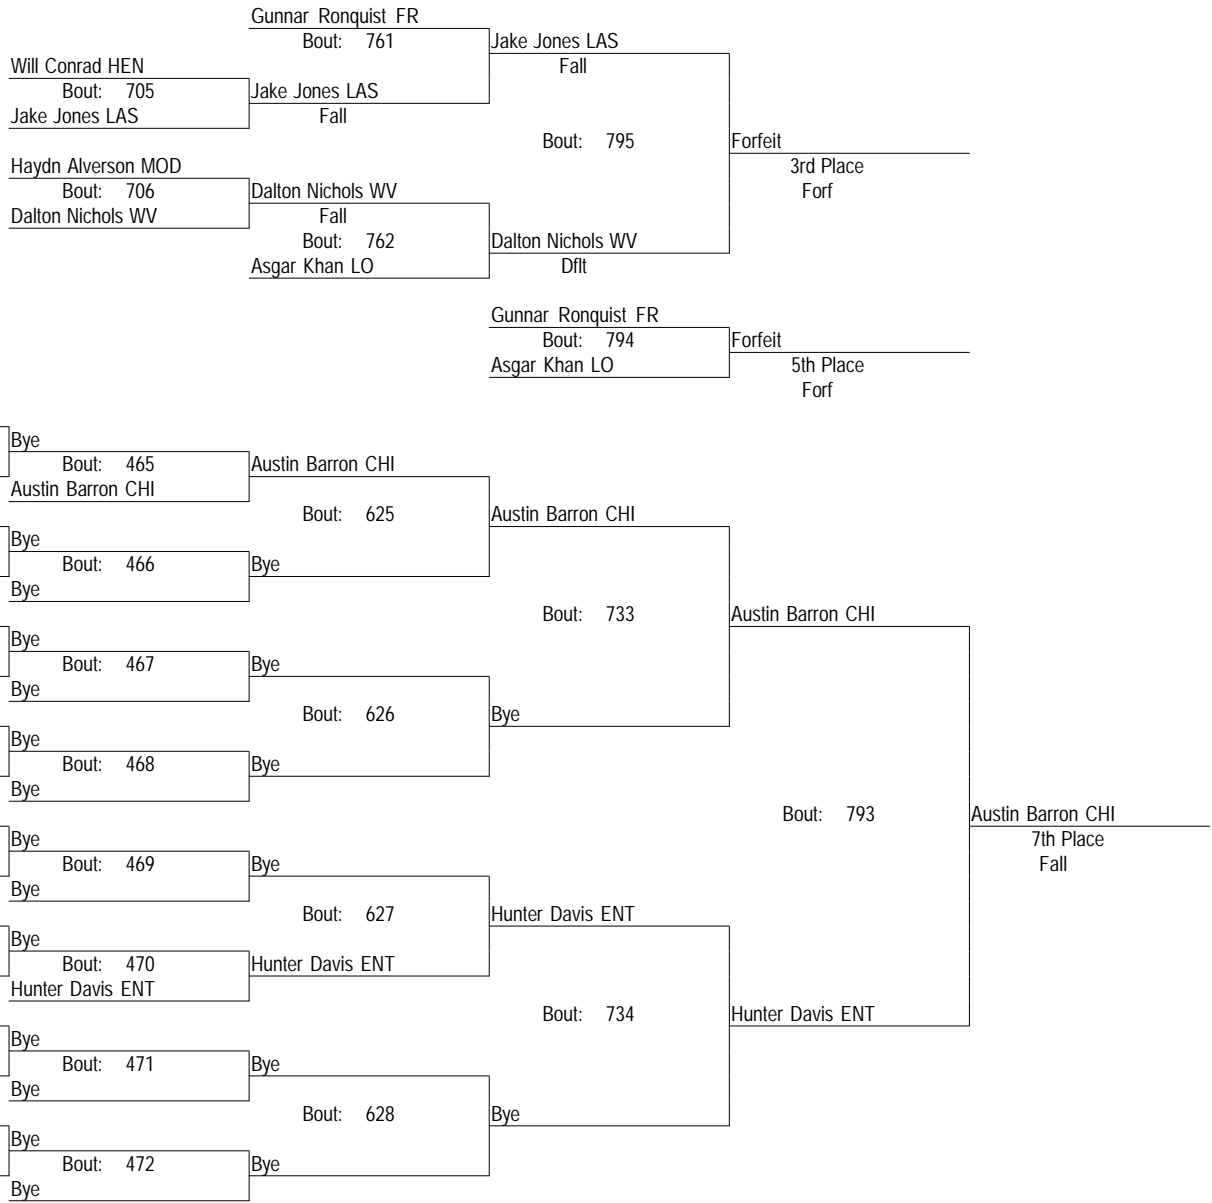 Gunnar Ronquist FR
Bout: 761
Jake Jones LAS
Fall
Will Conrad HEN
Bout: 705
Jake Jones LAS
Jake Jones LAS
Fall
Bout: 795
Forfeit
3rd Place
Forf
Haydn Alverson MOD
Bout: 706
Dalton Nichols WV
Dalton Nichols WV
Fall
Bout: 762
Dalton Nichols WV
Asgar Khan LO
Dflt
Gunnar Ronquist FR
Bout: 794
Forfeit
Asgar Khan LO
5th Place
Forf
Bye
Bout: 465
Austin Barron CHI
Austin Barron CHI
Bout: 625
Austin Barron CHI
Bye
Bout: 466
Bye
Bye
Bout: 733
Austin Barron CHI
Bye
Bout: 467
Bye
Bye
Bout: 626
Bye
Bye
Bout: 468
Bye
Bye
Bout: 793
Austin Barron CHI
7th Place
Fall
Bye
Bout: 469
Bye
Bye
Bout: 627
Hunter Davis ENT
Bye
Bout: 470
Hunter Davis ENT
Hunter Davis ENT
Bout: 734
Hunter Davis ENT
Bye
Bout: 471
Bye
Bye
Bout: 628
Bye
Bye
Bout: 472
Bye
Bye